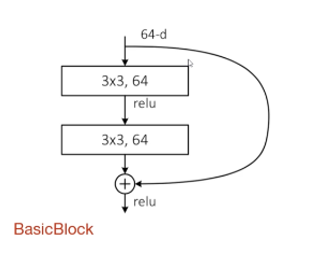 64-d
3x3, 64
relu
3x3, 64
+
relu
BasicBlock